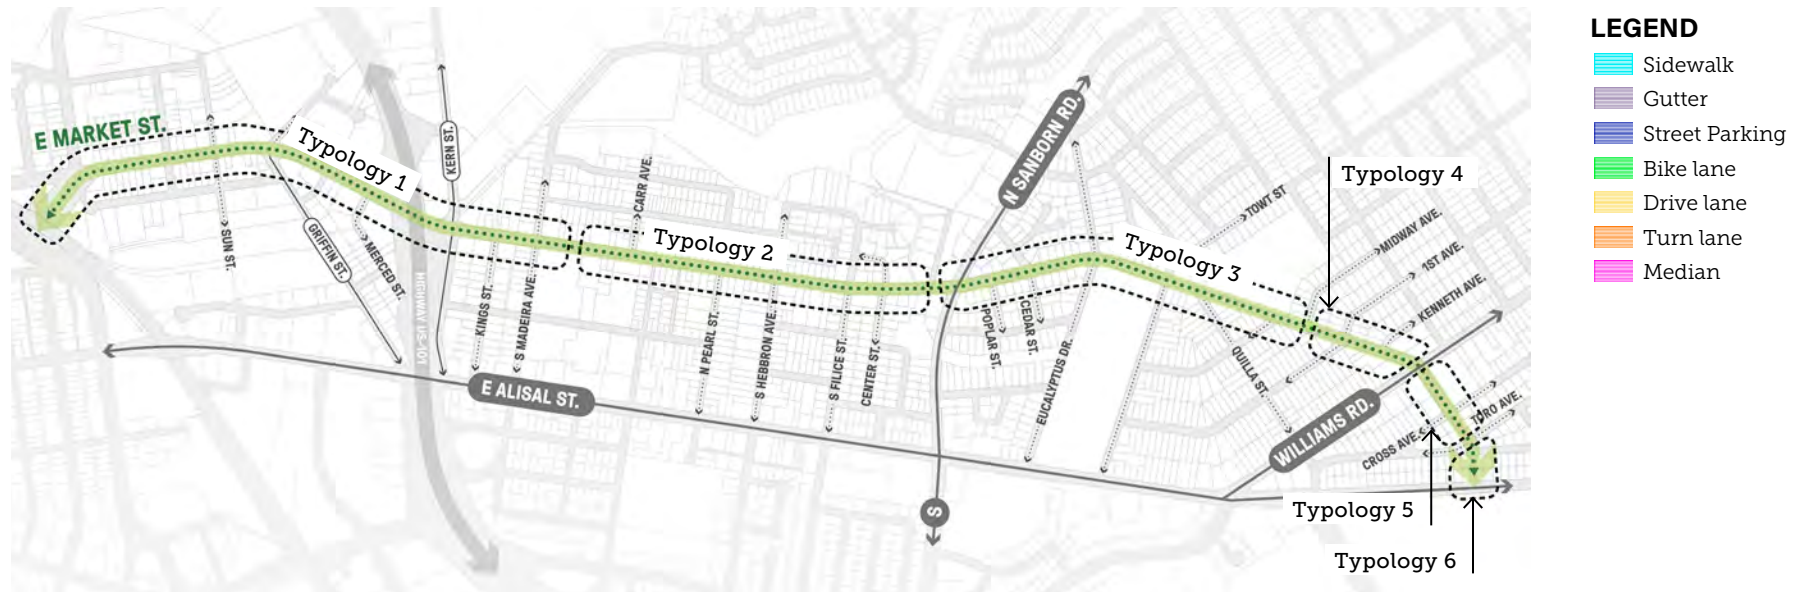 E MARKET ST.
Typology 1
KERN ST.
SUN ST.
GRIFFIN ST.
MERCED ST.
HIGHWAY US-101
KINGS ST.
S MADEIRA AVE.
CARR AVE.
Typology 2
N PEARL ST.
S HEBBRON AVE.
S FILICE ST.
CENTER ST.
E ALISAL ST.
N SANBORN RD.
S
POPLAR ST.
CEDAR ST.
EUCALYPTUS DR.
Typology 3
TOWT ST
QUILLA ST.
Typology 4
MIDWAY AVE.
1ST AVE.
KENNETH AVE.
WILLIAMS RD.
TORO AVE.
CROSS AVE.
Typology 5
Typology 6
LEGEND
Sidewalk
Gutter
Street Parking
Bike lane
Drive lane
Turn lane
Median